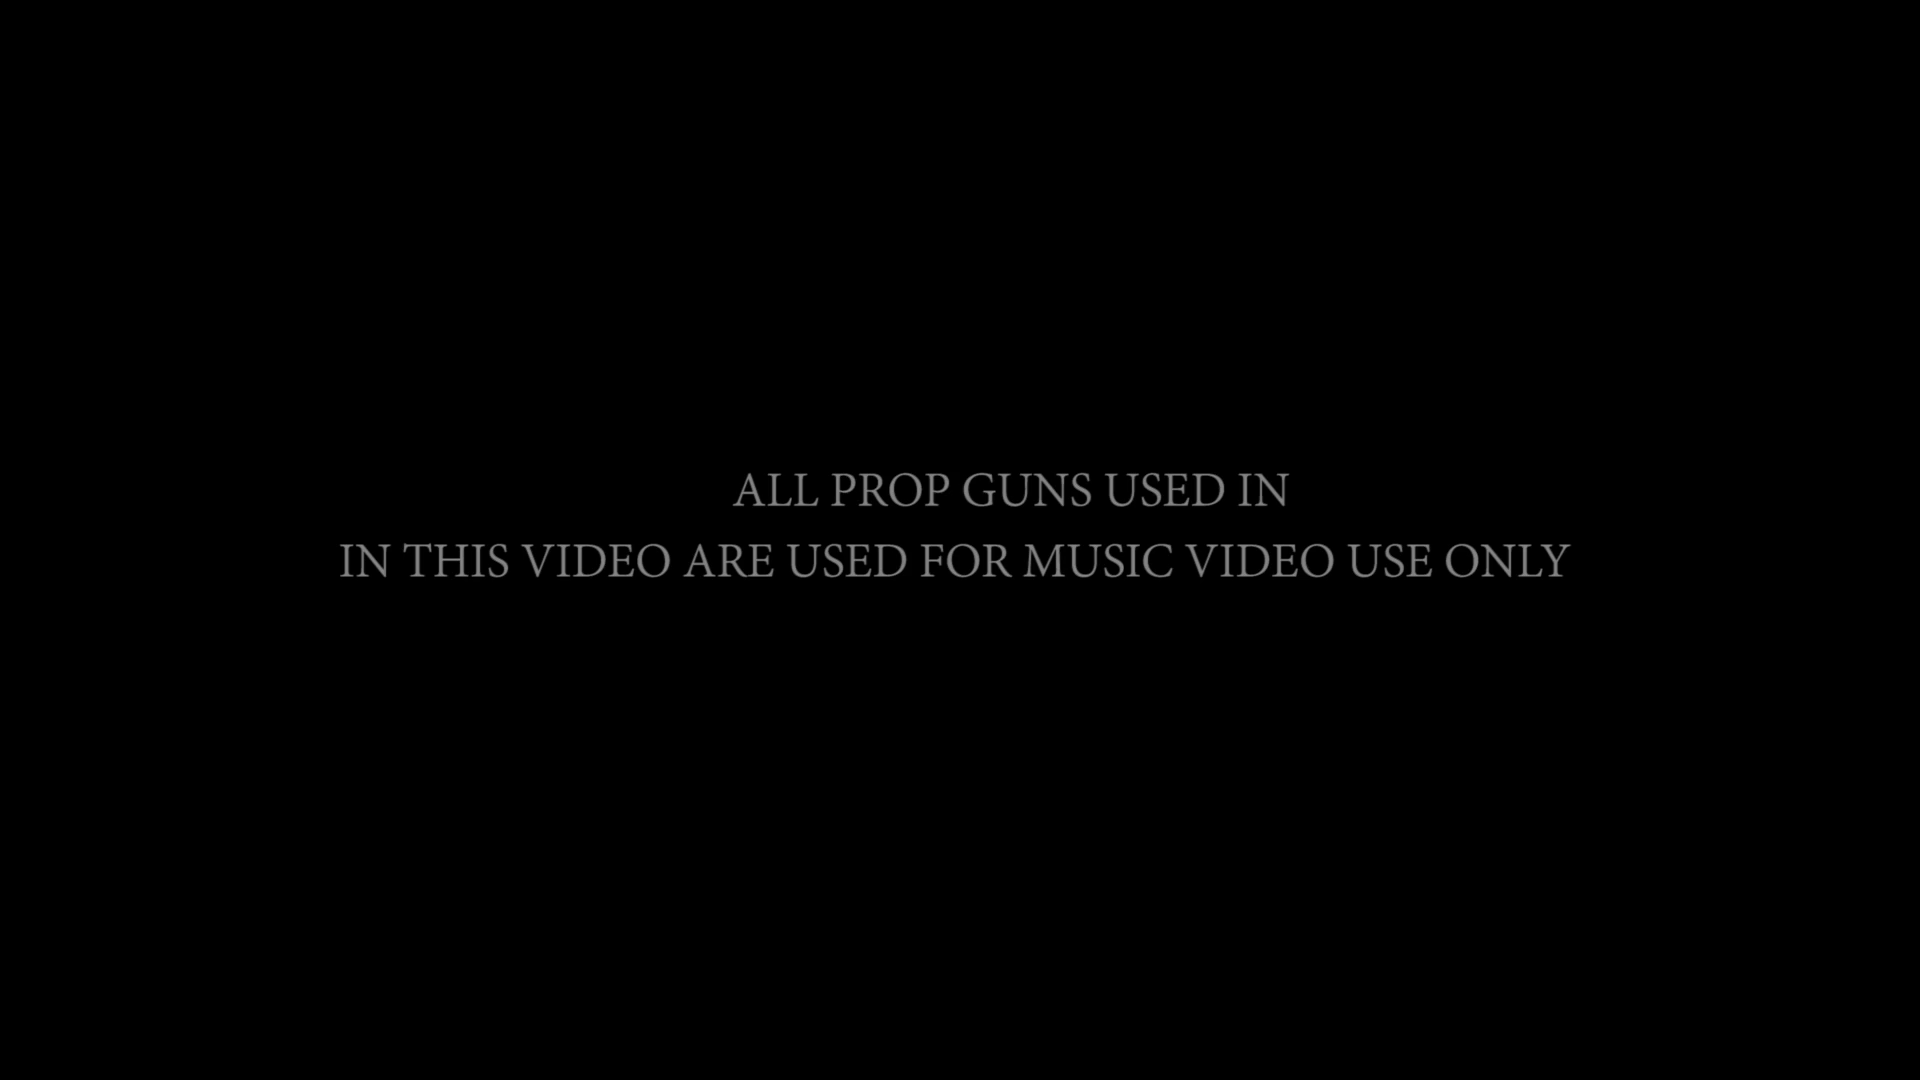 ALL PROP GUNS USED IN
IN THIS VIDEO ARE USED FOR MUSIC VIDEO USE ONLY